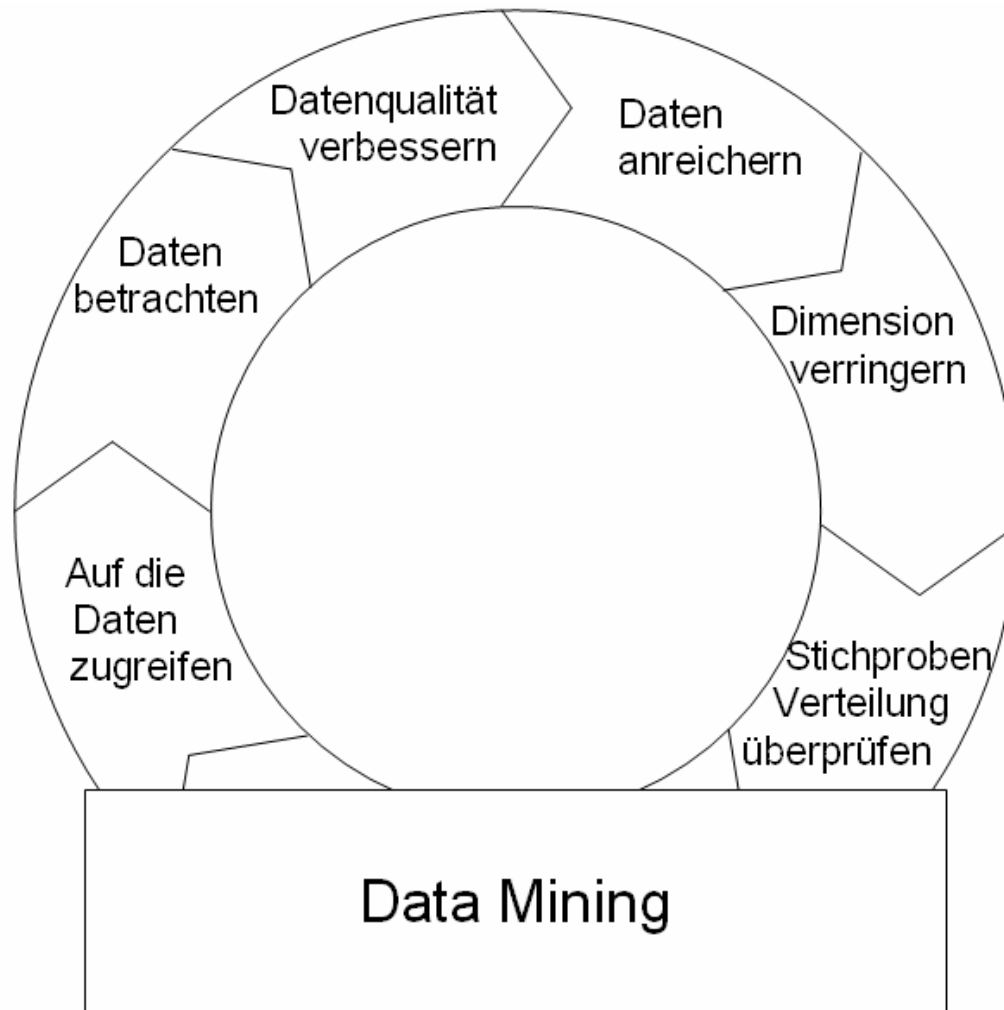 Datenqualität
verbessern
Daten
anreichern
Daten
betrachten
Dimension
verringern
Auf die
Daten
zugreifen
Stichproben
Verteilung
überprüfen
Data Mining